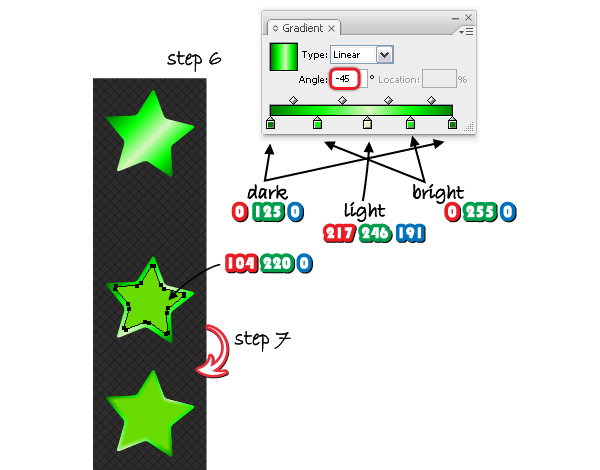 step 6
Gradient ×
Type: Linear
Angle: -45 ° Location: %
dark
0 125 0
light
217 246 191
bright
0 255 0
104 220 0
step 7